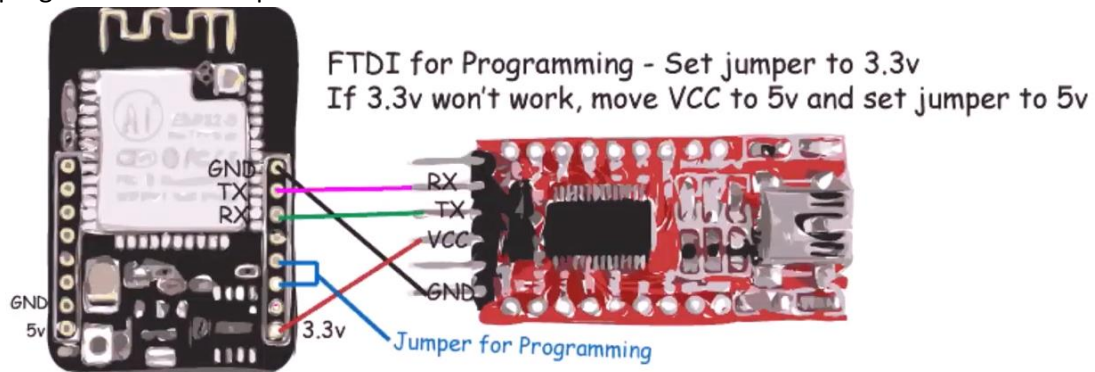 FTDI for Programming - Set jumper to 3.3v
If 3.3v won't work, move VCC to 5v and set jumper to 5v
AI
GND
TX
RX
RX
TX
VCC
GND
GND
5v
3.3v
Jumper for Programming